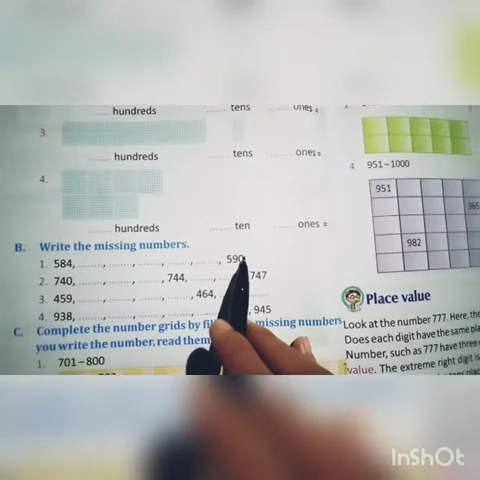 ...... hundreds ...... tens ...... ones =
3.
...... hundreds ...... tens ...... ones =
4.
...... hundreds ...... ten ...... ones =
B. Write the missing numbers.
1. 584, ........, ........, ........, ........, ........, 590
2. 740, ........, ........, ........, 744, ........, 747
3. 459, ........, ........, ........, ........, 464,
4. 938, ........, ........, ........, ........, 945
C. Complete the number grids by missing numbers
you write the number, read them
1. 701–800
4 951–1000
951
965
982
Place value
Look at the number 777. Here, the
Does each digit have the same pla
Number, such as 777 have three
value. The extreme right digit is
InShOt